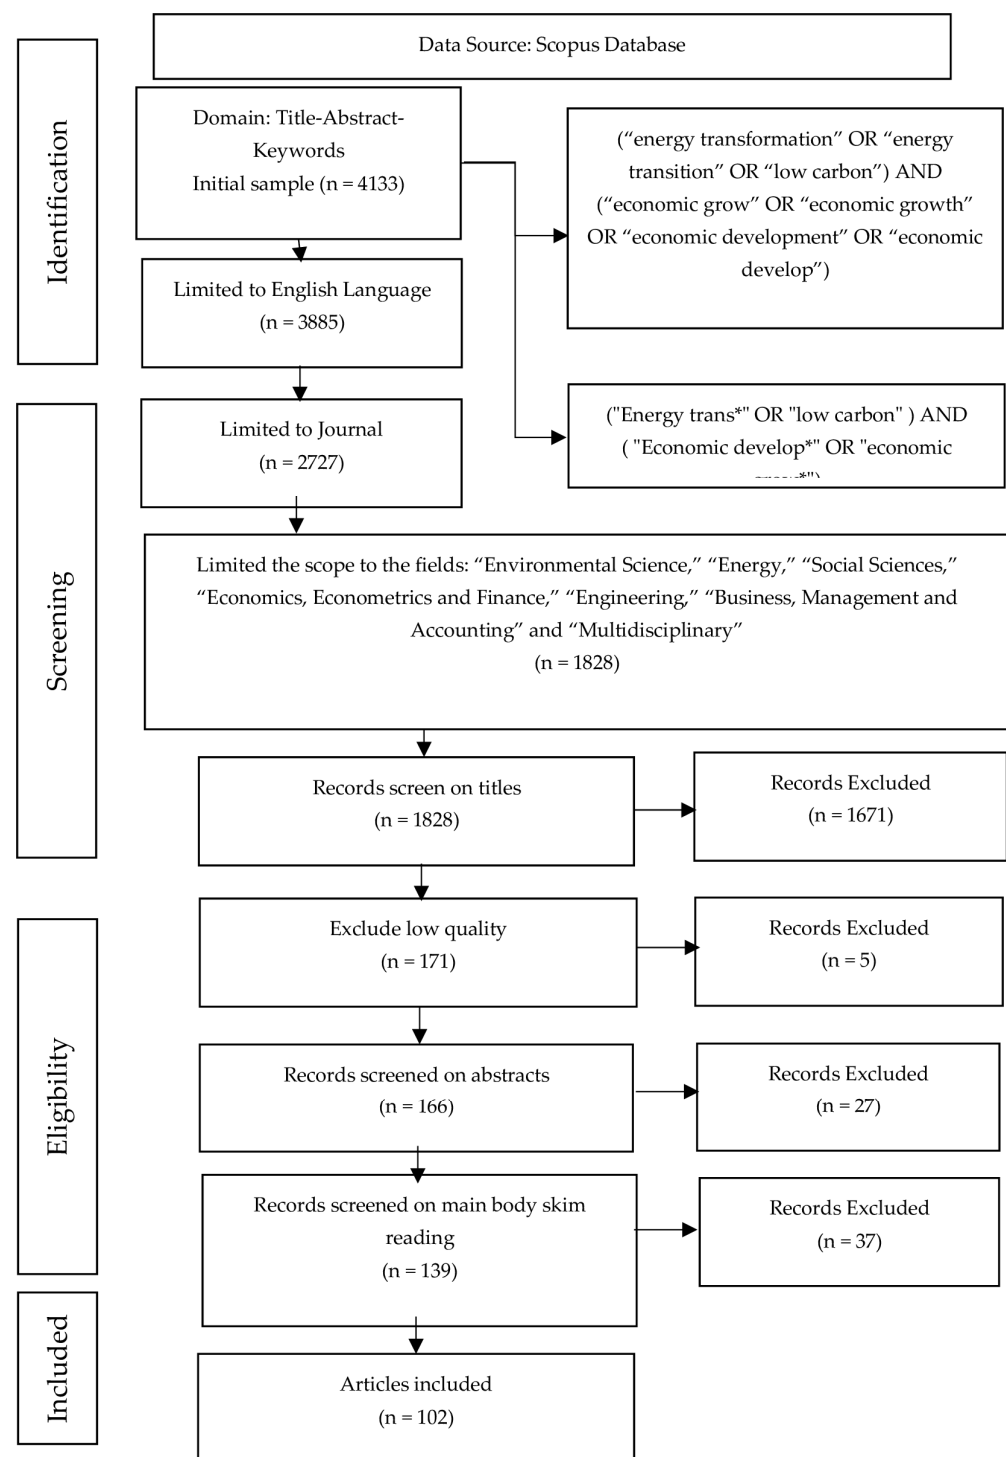 Data Source: Scopus Database
Identification
Domain: Title-Abstract-
Keywords
Initial sample (n = 4133)
(“energy transformation” OR “energy
transition” OR “low carbon”) AND
(“economic grow” OR “economic growth”
OR “economic development” OR “economic
develop”)
Limited to English Language
(n = 3885)
("Energy trans*" OR "low carbon" ) AND
( "Economic develop*" OR "economic
Screening
Limited to Journal
(n = 2727)
Limited the scope to the fields: “Environmental Science,” “Energy,” “Social Sciences,”
“Economics, Econometrics and Finance,” “Engineering,” “Business, Management and
Accounting” and “Multidisciplinary”
(n = 1828)
Records screen on titles
(n = 1828)
Records Excluded
(n = 1671)
Eligibility
Exclude low quality
(n = 171)
Records Excluded
(n = 5)
Records screened on abstracts
(n = 166)
Records Excluded
(n = 27)
Records screened on main body skim
reading
(n = 139)
Records Excluded
(n = 37)
Included
Articles included
(n = 102)